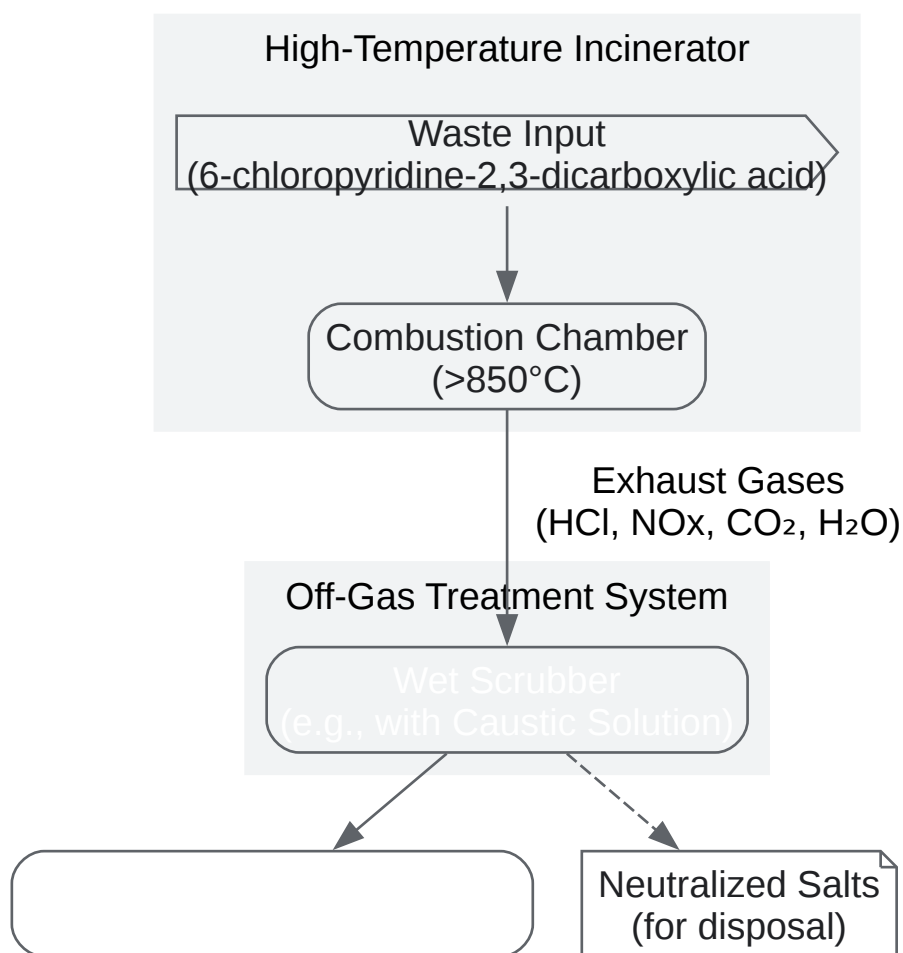 High-Temperature Incinerator
Waste Input
(6-chloropyridine-2,3-dicarboxylic acid)
Combustion Chamber
(>850°C)
Exhaust Gases
(HCl, NOx, CO₂, H₂O)
Off-Gas Treatment System
Wet Scrubber
(e.g., with Caustic Solution)
Neutralized Salts
(for disposal)